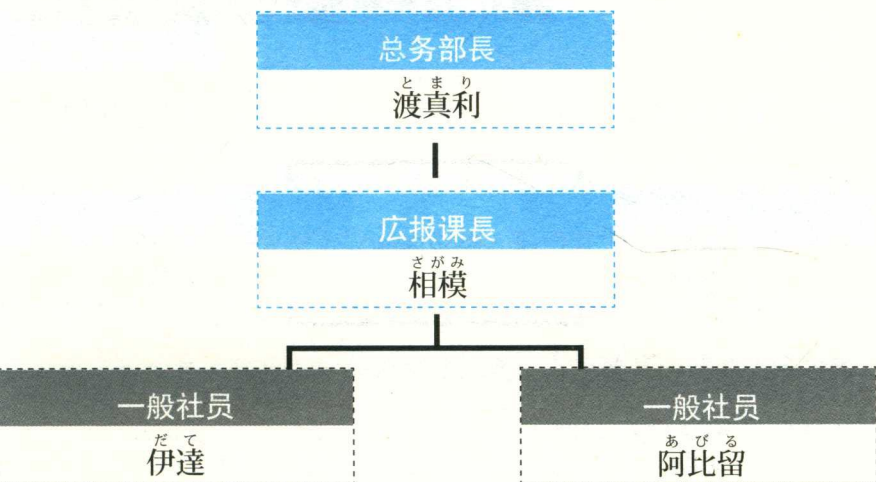 总务部長
とまり
渡真利
広报课長
さがみ
相模
一般社员
だて
伊達
一般社员
あびる
阿比留